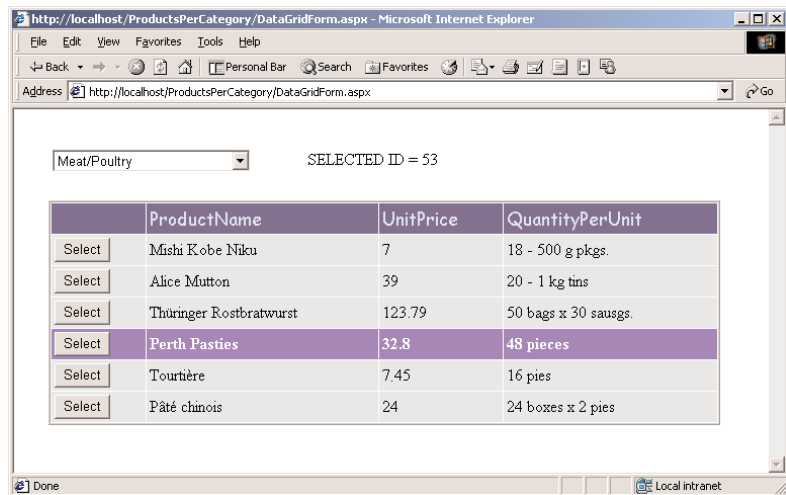 http://localhost/ProductsPerCategory/DataGridForm.aspx - Microsoft Internet Explorer
File Edit View Favorites Tools Help
Back Personal Bar Search Favorites
Address http://localhost/ProductsPerCategory/DataGridForm.aspx Go
Meat/Poultry SELECTED ID = 53
ProductName UnitPrice QuantityPerUnit
Select Mishi Kobe Niku 7 18 - 500 g pkgs.
Select Alice Mutton 39 20 - 1 kg tins
Select Thüringer Rostbratwurst 123.79 50 bags x 30 sausgs.
Select Perth Pasties 32.8 48 pieces
Select Tourtière 7.45 16 pies
Select Pâté chinois 24 24 boxes x 2 pies
Done Local intranet